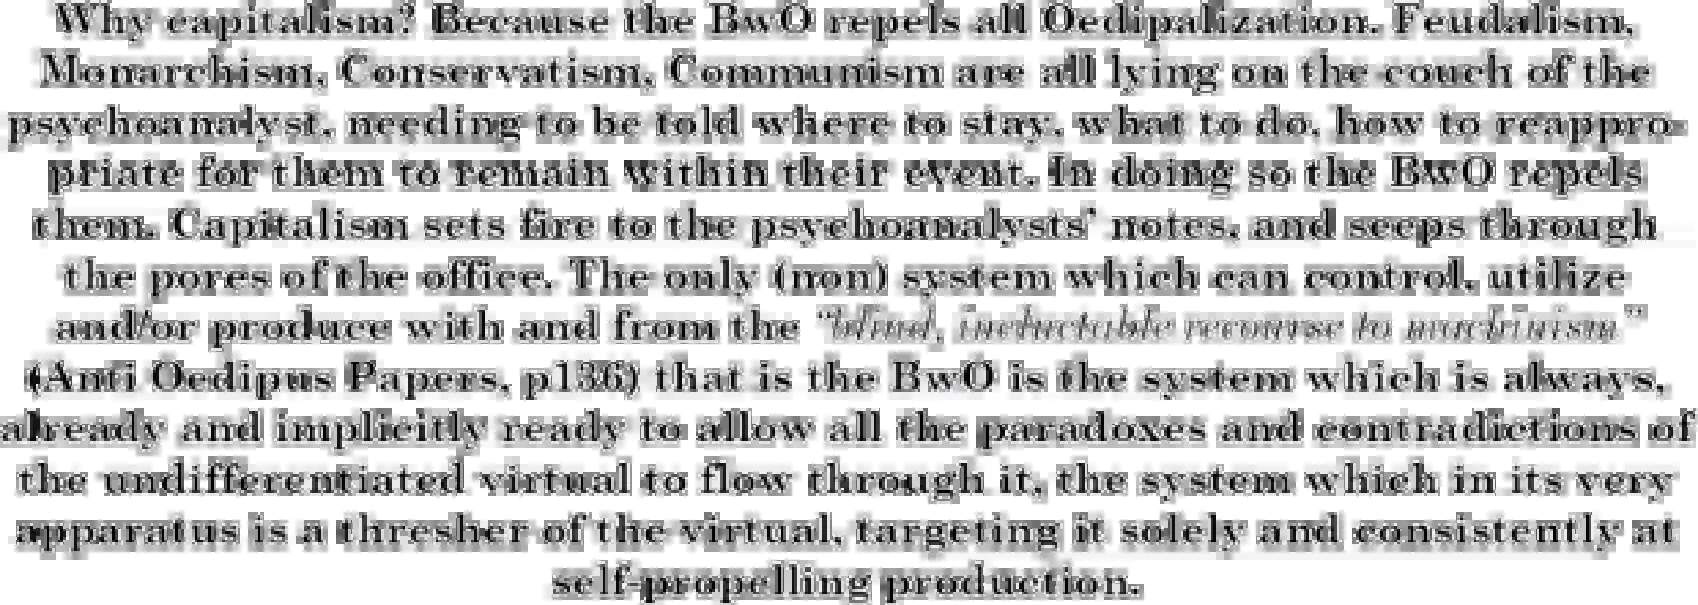 Why capitalism? Because the BwO repels all Oedipalization. Feudalism,
Monarchism, Conservatism, Communism are all lying on the couch of the
psychoanalyst, needing to be told where to stay, what to do, how to reappro-
priate for them to remain within their event. In doing so the BwO repels
them. Capitalism sets fire to the psychoanalysts' notes, and seeps through
the pores of the office. The only (non) system which can control, utilize
and/or produce with and from the "blind, ineluctable recourse to machinism"
(Anti Oedipus Papers, p136) that is the BwO is the system which is always,
already and implicitly ready to allow all the paradoxes and contradictions of
the undifferentiated virtual to flow through it, the system which in its very
apparatus is a thresher of the virtual, targeting it solely and consistently at
self-propelling production.